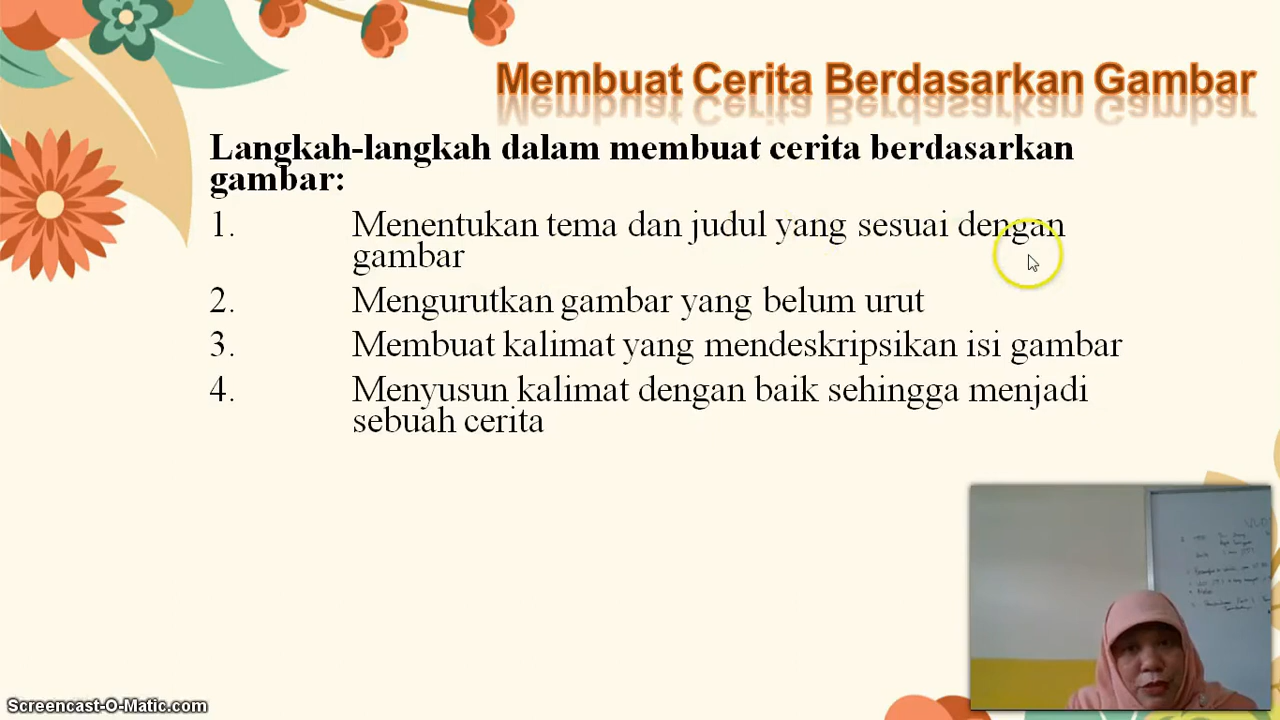 Membuat Cerita Berdasarkan Gambar
Langkah-langkah dalam membuat cerita berdasarkan
gambar:
1. Menentukan tema dan judul yang sesuai dengan
gambar
2. Mengurutkan gambar yang belum urut
3. Membuat kalimat yang mendeskripsikan isi gambar
4. Menyusun kalimat dengan baik sehingga menjadi
sebuah cerita
Screencast-O-Matic.com